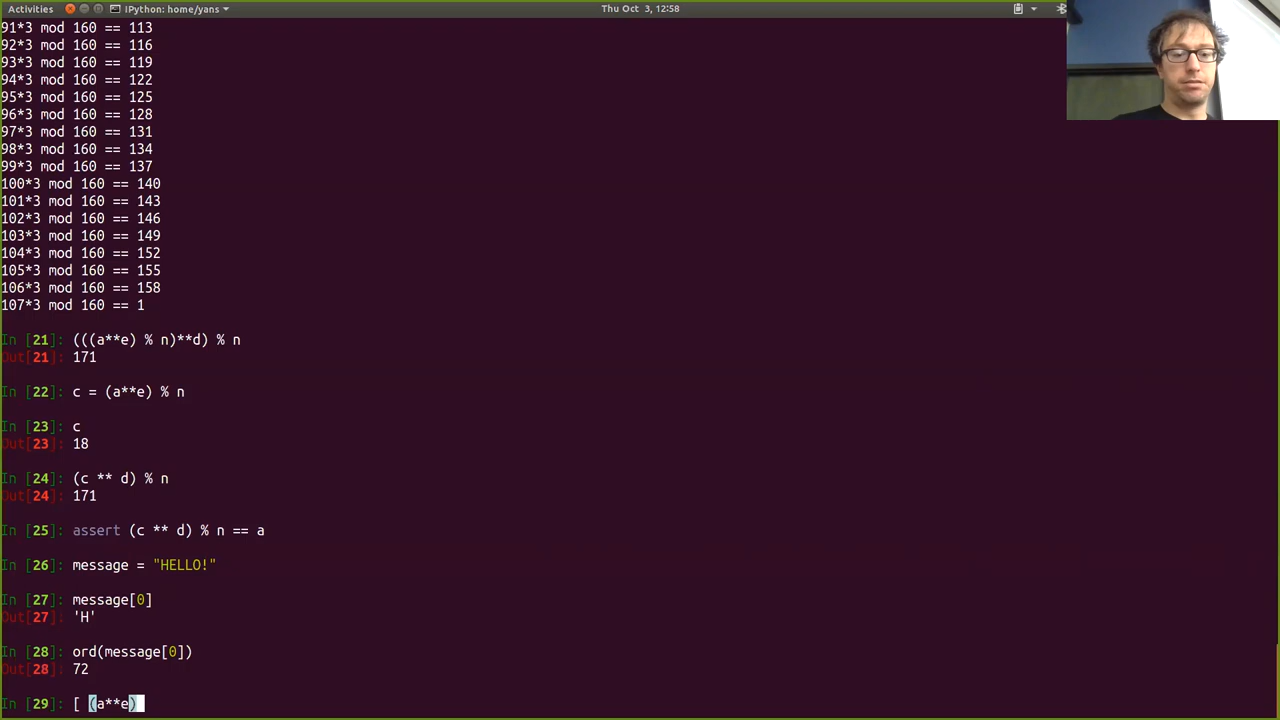 Activities IPython: home/yans Thu Oct 3, 12:58
91*3 mod 160 == 113
92*3 mod 160 == 116
93*3 mod 160 == 119
94*3 mod 160 == 122
95*3 mod 160 == 125
96*3 mod 160 == 128
97*3 mod 160 == 131
98*3 mod 160 == 134
99*3 mod 160 == 137
100*3 mod 160 == 140
101*3 mod 160 == 143
102*3 mod 160 == 146
103*3 mod 160 == 149
104*3 mod 160 == 152
105*3 mod 160 == 155
106*3 mod 160 == 158
107*3 mod 160 == 1
In [21]: (((a**e) % n)**d) % n
Out[21]: 171
In [22]: c = (a**e) % n
In [23]: c
Out[23]: 18
In [24]: (c ** d) % n
Out[24]: 171
In [25]: assert (c ** d) % n == a
In [26]: message = "HELLO!"
In [27]: message[0]
Out[27]: 'H'
In [28]: ord(message[0])
Out[28]: 72
In [29]: [ (a**e)